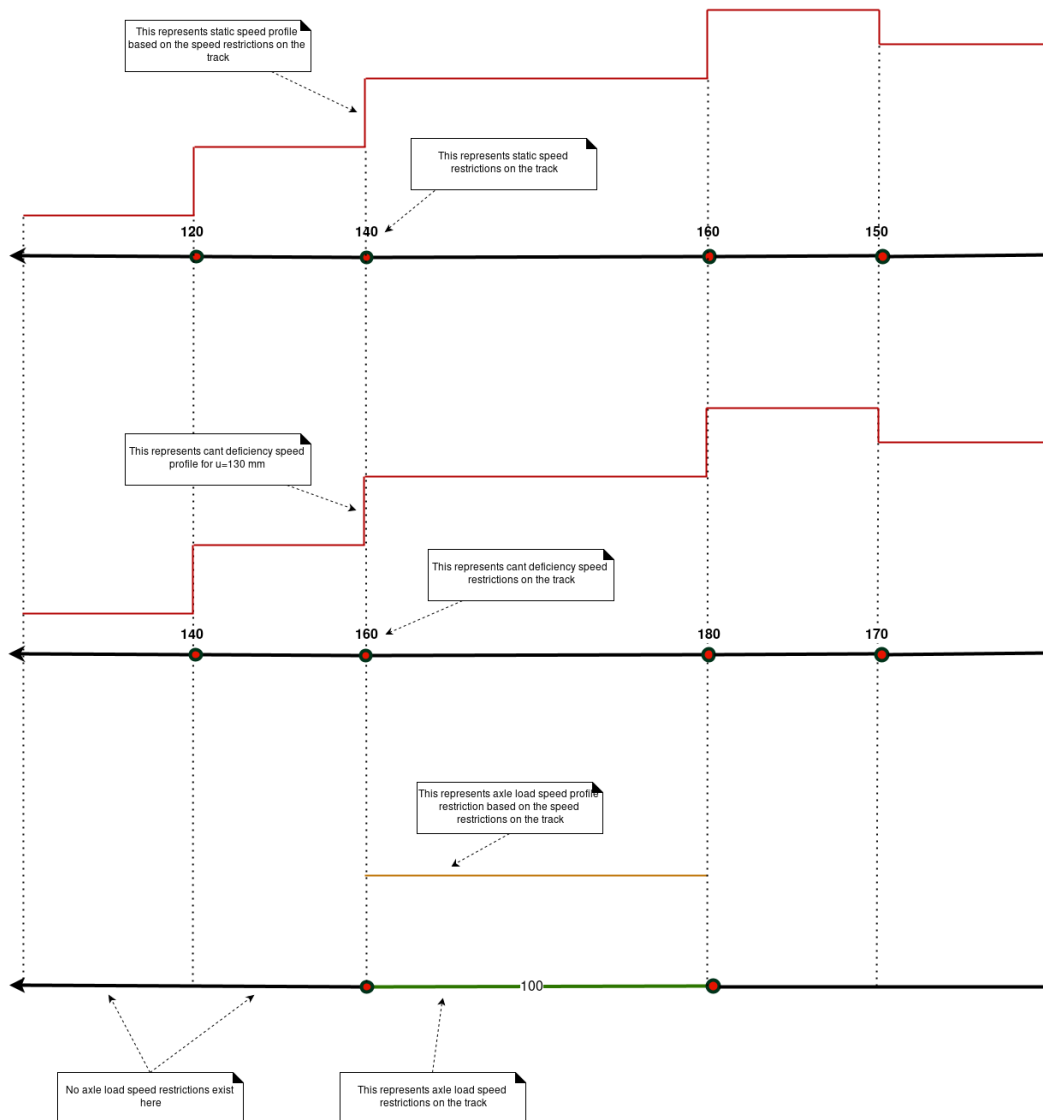 This represents static speed profile
based on the speed restrictions on the
track
This represents static speed
restrictions on the track
120
140
160
150
This represents cant deficiency speed
profile for u=130 mm
This represents cant deficiency speed
restrictions on the track
140
160
180
170
This represents axle load speed profile
restriction based on the speed
restrictions on the track
100
No axle load speed restrictions exist
here
This represents axle load speed
restrictions on the track